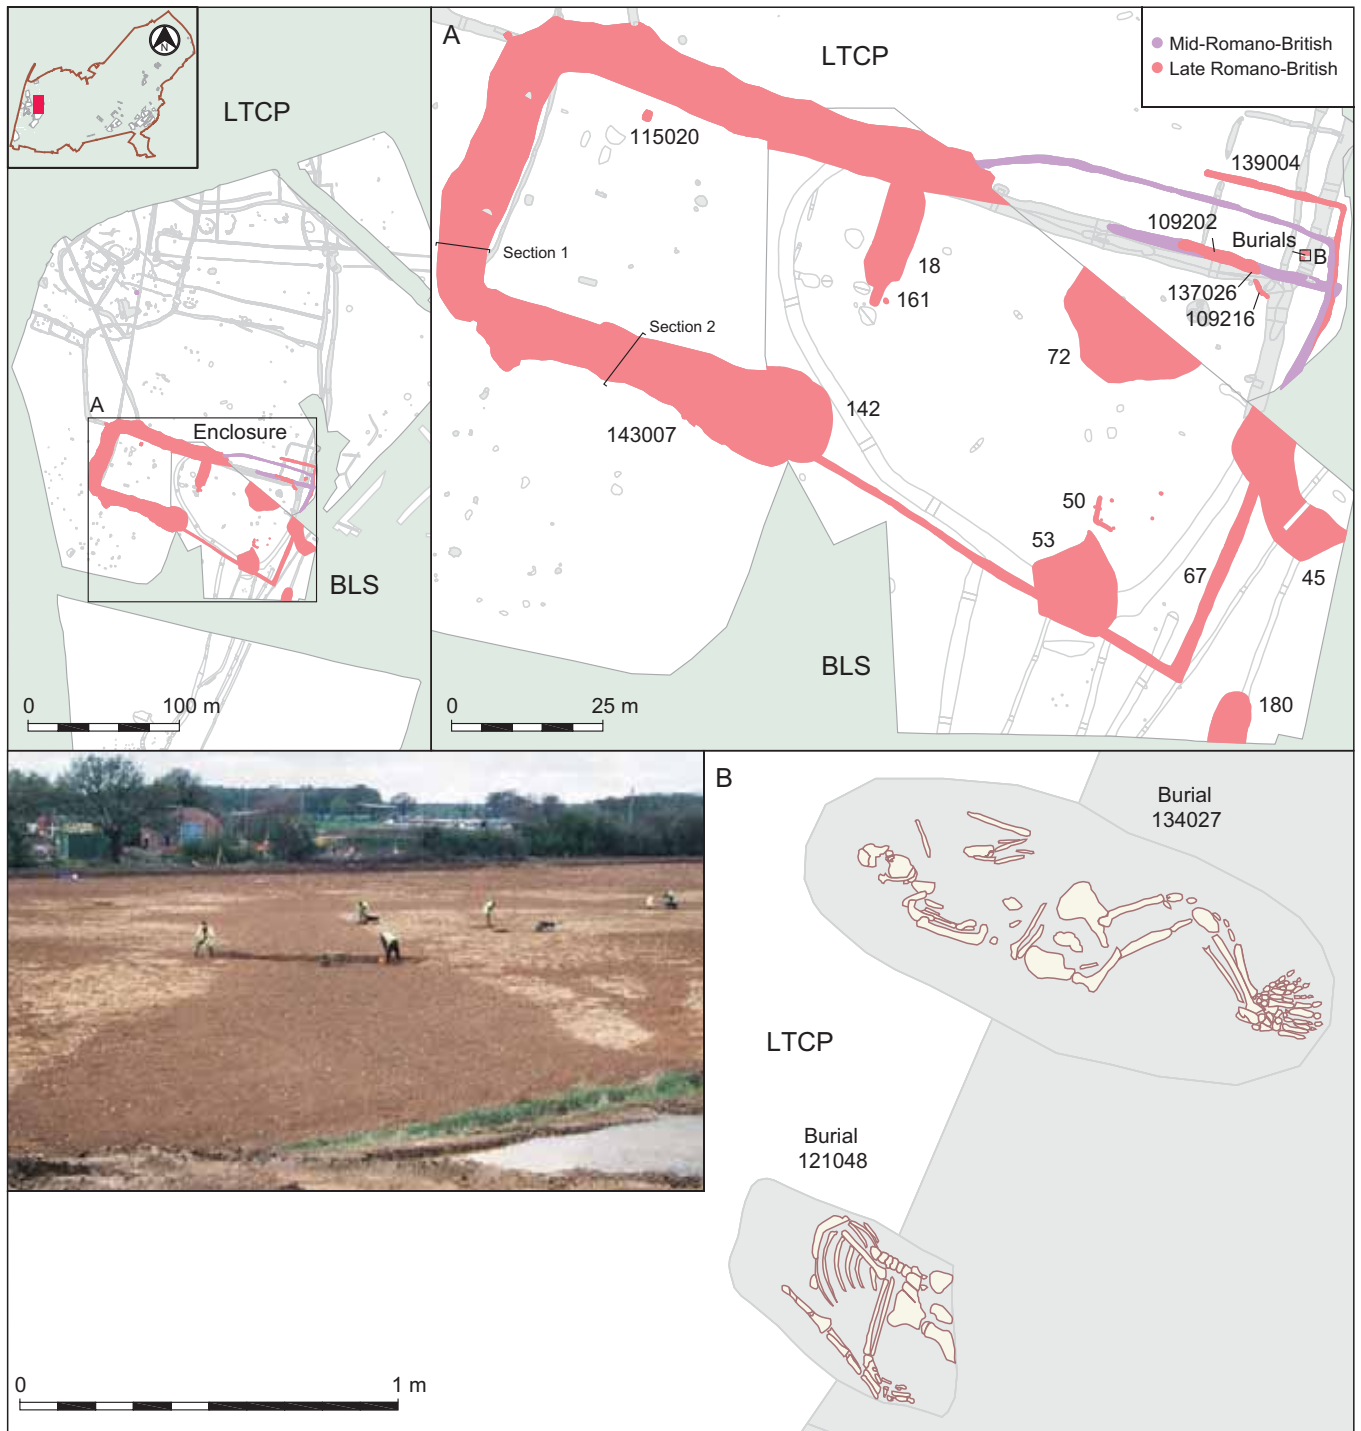 N
LTCP
A
Enclosure
BLS
0
100 m
A
LTCP
Mid-Romano-British
Late Romano-British
115020
139004
109202
Burials
B
Section 1
18
161
137026
109216
Section 2
72
142
143007
50
53
67
45
BLS
180
0
25 m
B
Burial
134027
LTCP
Burial
121048
0
1 m